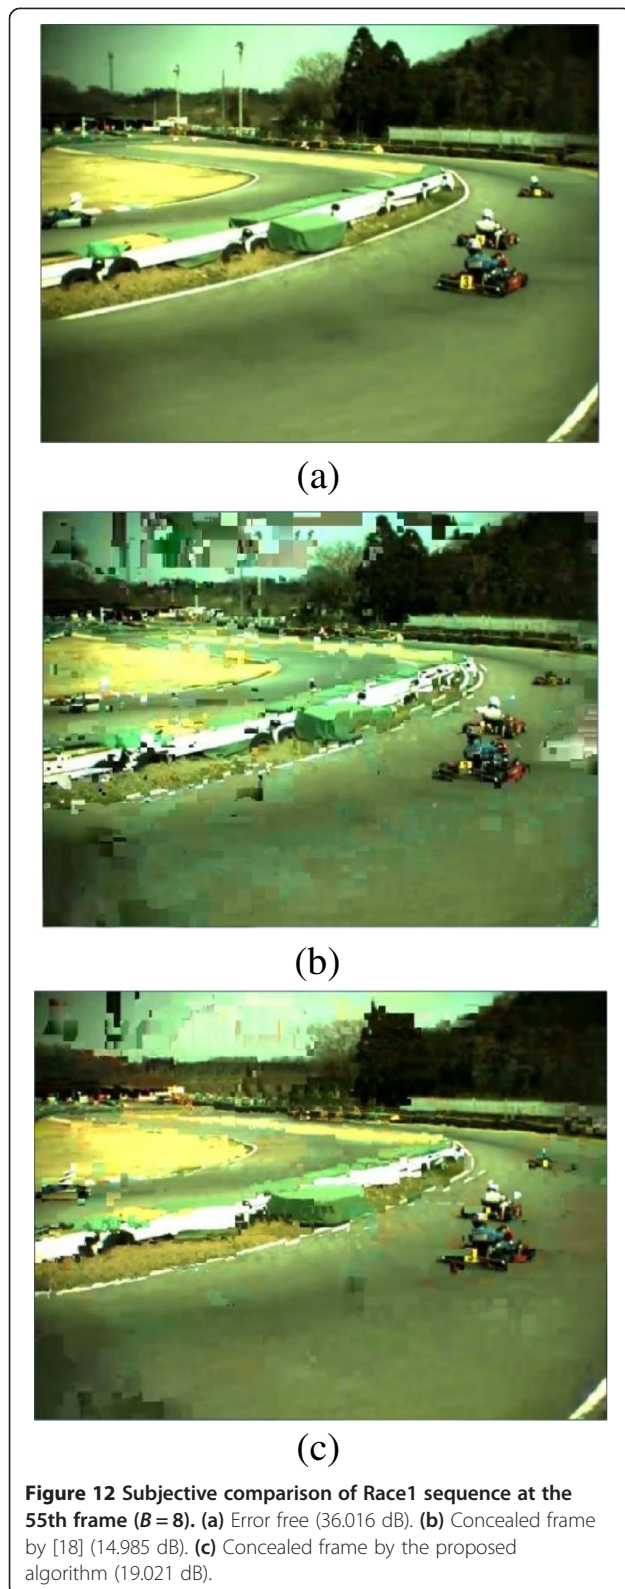 (a)
(b)
(c)
Figure 12 Subjective comparison of Race1 sequence at the
55th frame (B = 8). (a) Error free (36.016 dB). (b) Concealed frame
by [18] (14.985 dB). (c) Concealed frame by the proposed
algorithm (19.021 dB).